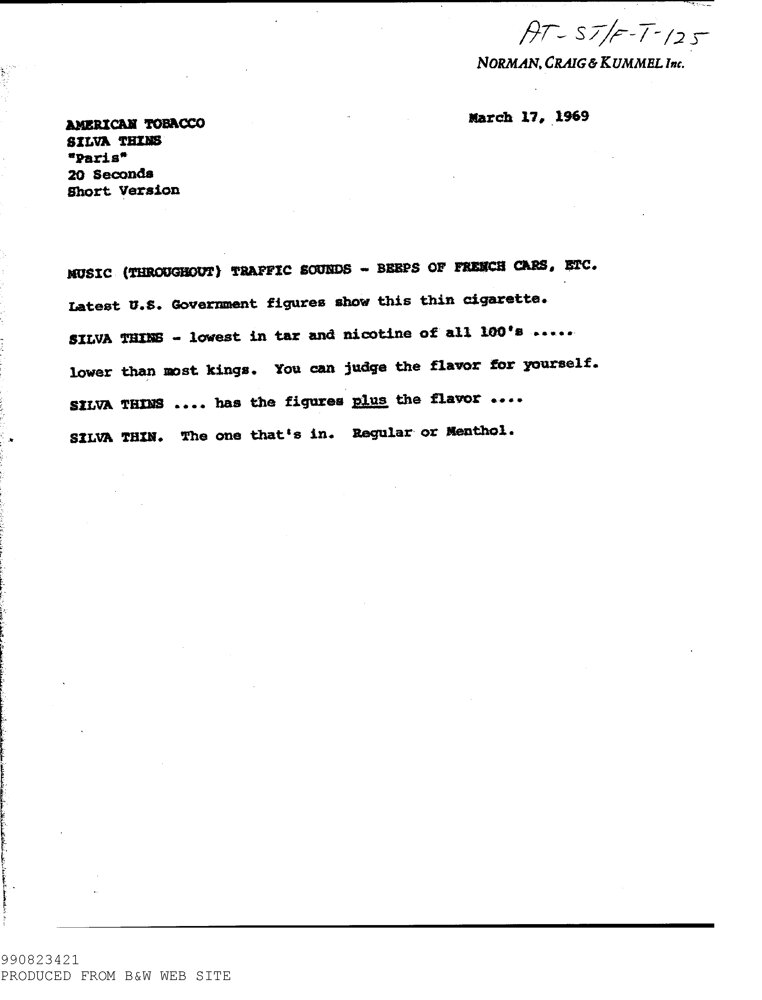 AT-ST/F-T-125
NORMAN, CRAIG & KUMMEL Inc.
AMERICAN TOBACCO
March 17, 1969
SILVA THINS
"Paris"
20 Seconds
Short Version
MUSIC (THROUGHOUT) TRAFFIC SOUNDS - BEEPS OF FRENCH CARS, ETC.
Latest U.S. Government figures show this thin cigarette.
SILVA THINS - lowest in tar and nicotine of all 100's .....
lower than most kings. You can judge the flavor for yourself.
SILVA THINS .... has the figures plus the flavor ....
SILVA THIN. The one that's in. Regular or Menthol.
990823421
PRODUCED FROM B&W WEB SITE